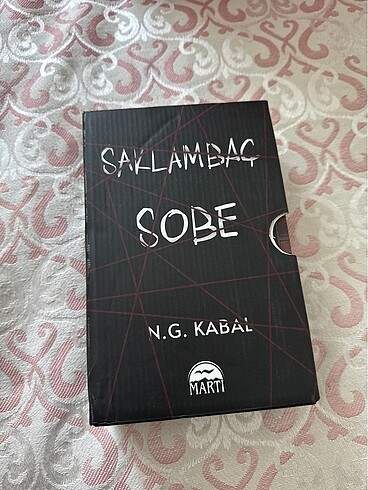 SAKLAMBAÇ
SOBE
N.G. KABAL
MARTI